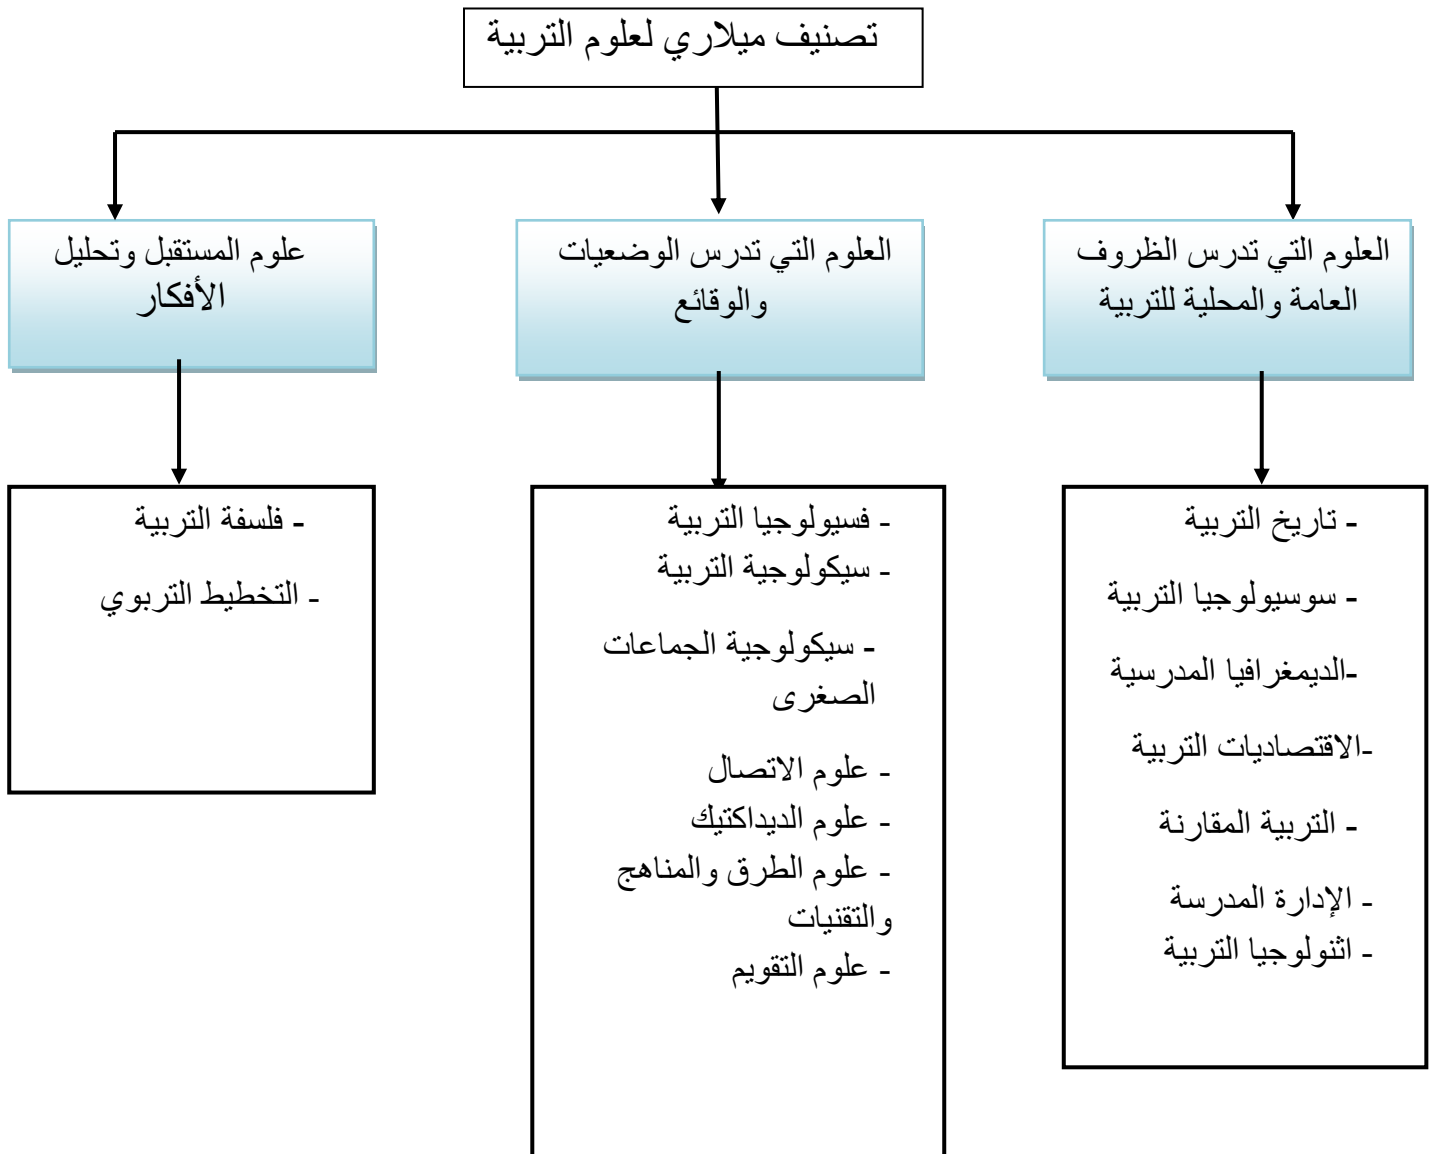 تصنيف ميلاري لعلوم التربية
العلوم التي تدرس الظروف
العامة والمحلية للتربية
العلوم التي تدرس الوضعيات
والوقائع
علوم المستقبل وتحليل
الأفكار
- تاريخ التربية
- سوسيولوجيا التربية
-الديمغرافيا المدرسية
-الاقتصاديات التربية
- التربية المقارنة
- الإدارة المدرسة
- اثنولوجيا التربية
- فسيولوجيا التربية
- سيكولوجية التربية
- سيكولوجية الجماعات
الصغرى
- علوم الاتصال
- علوم الديداكتيك
- علوم الطرق والمناهج
والتقنيات
- علوم التقويم
- فلسفة التربية
- التخطيط التربوي